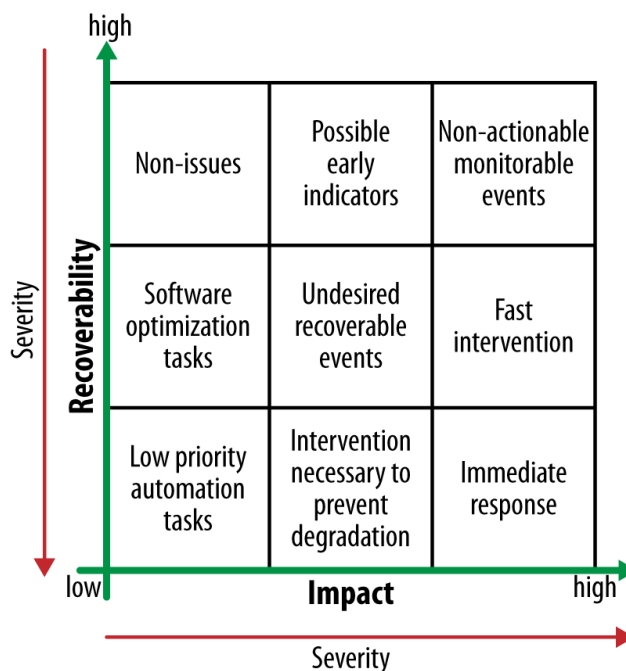 high
Non-issues
Possible
early
indicators
Non-actionable
monitorable
events
Recoverability
Severity
Software
optimization
tasks
Undesired
recoverable
events
Fast
intervention
Low priority
automation
tasks
Intervention
necessary to
prevent
degradation
Immediate
response
low
Impact
high
Severity